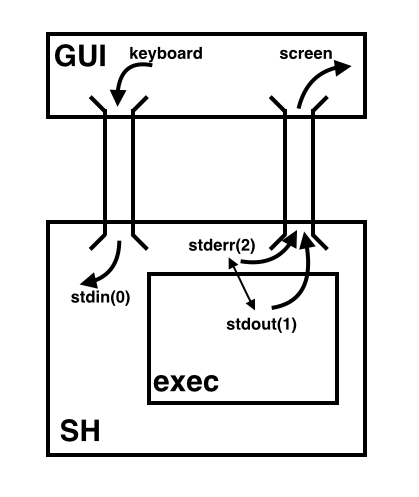 GUI
keyboard
screen
stderr(2)
stdin(0)
stdout(1)
exec
SH